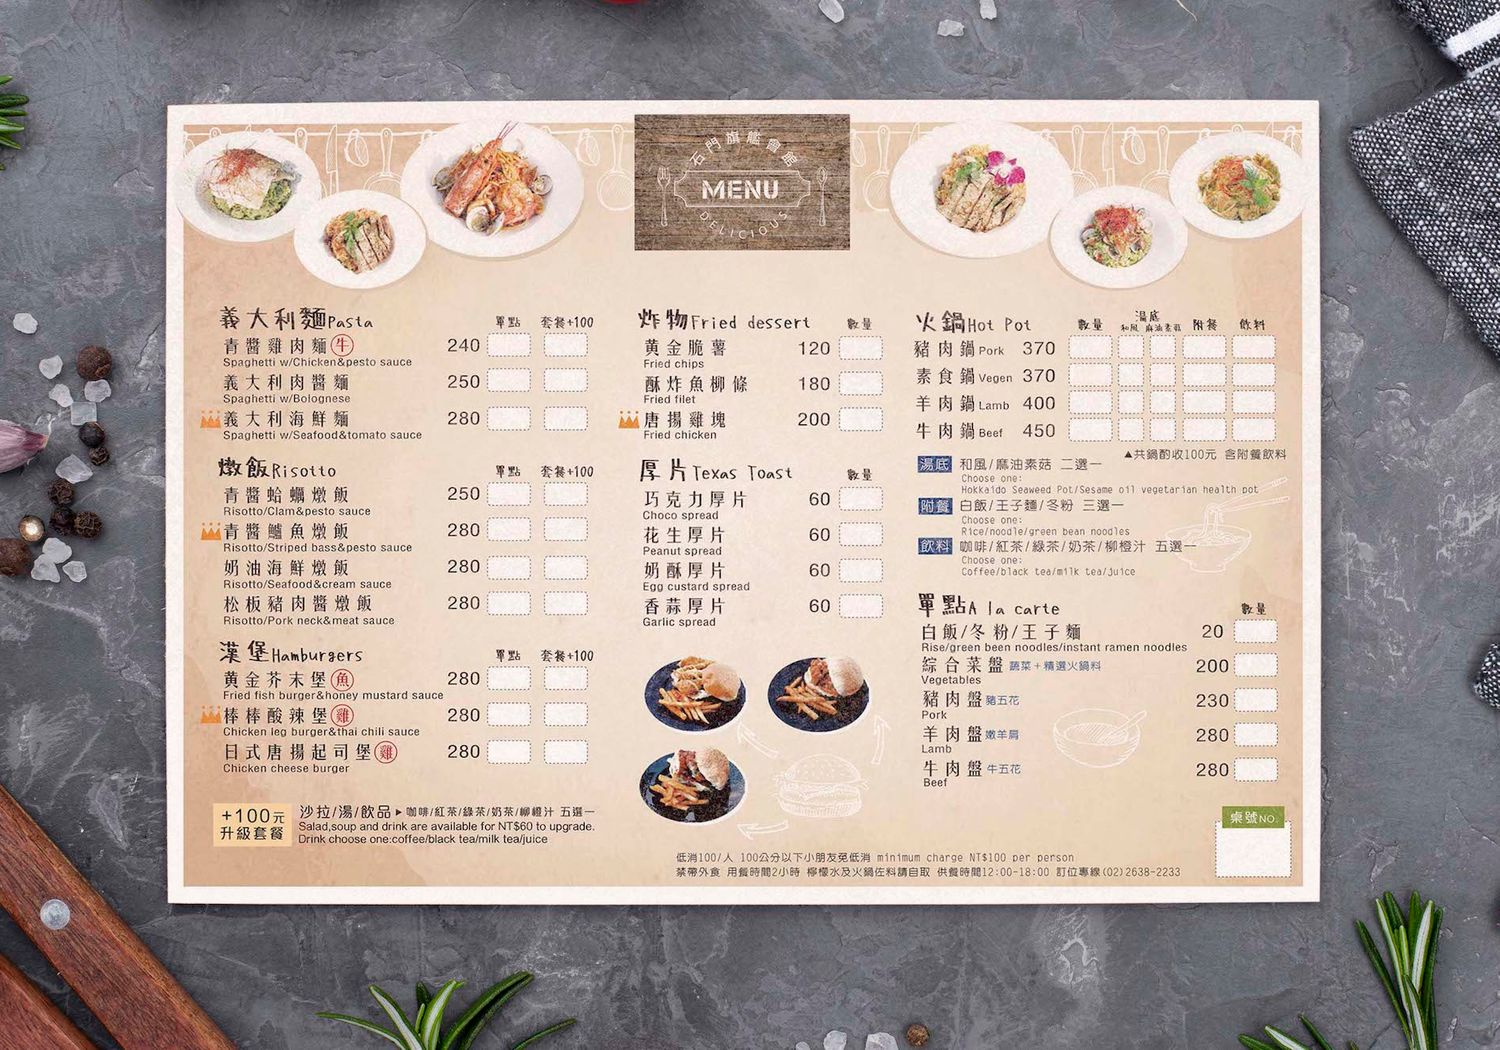 石門旗艦會館
MENU
DELICIOUS
義大利麵Pasta 單點 套餐+100
青醬雞肉麵 牛 240
Spaghetti w/Chicken&pesto sauce
義大利肉醬麵 250
Spaghetti w/Bolognese
義大利海鮮麵 280
Spaghetti w/Seafood&tomato sauce
燉飯Risotto 單點 套餐+100
青醬蛤蠣燉飯 250
Risotto/Clam&pesto sauce
青醬鱸魚燉飯 280
Risotto/Striped bass&pesto sauce
奶油海鮮燉飯 280
Risotto/Seafood&cream sauce
松板豬肉醬燉飯 280
Risotto/Pork neck&meat sauce
漢堡Hamburgers 單點 套餐+100
黃金芥末堡 魚 280
Fried fish burger&honey mustard sauce
棒棒酸辣堡 雞 280
Chicken leg burger&thai chili sauce
日式唐揚起司堡 雞 280
Chicken cheese burger
+100元
升級套餐
沙拉/湯/飲品▶咖啡/紅茶/綠茶/奶茶/柳橙汁 五選一
Salad,soup and drink are available for NT$60 to upgrade.
Drink choose one:coffee/black tea/milk tea/juice
炸物Fried dessert 數量
黃金脆薯 120
Fried chips
酥炸魚柳條 180
Fried filet
唐揚雞塊 200
Fried chicken
厚片Texas Toast 數量
巧克力厚片 60
Choco spread
花生厚片 60
Peanut spread
奶酥厚片 60
Egg custard spread
香蒜厚片 60
Garlic spread
火鍋Hot Pot 數量 湯底 和風 麻油素菇 附餐 飲料
豬肉鍋Pork 370
素食鍋Vegen 370
羊肉鍋Lamb 400
牛肉鍋Beef 450
▲共鍋酌收100元 含附餐飲料
湯底 和風/麻油素菇 二選一
Choose one:
Hokkaido Seaweed Pot/Sesame oil vegetarian health pot
附餐 白飯/王子麵/冬粉 三選一
Choose one:
Rice/noodle/green bean noodles
飲料 咖啡/紅茶/綠茶/奶茶/柳橙汁 五選一
Choose one:
Coffee/black tea/milk tea/juice
單點A la carte 數量
白飯/冬粉/王子麵 20
Rise/green been noodles/instant ramen noodles
綜合菜盤 蔬菜+精選火鍋料 200
Vegetables
豬肉盤 豬五花 230
Pork
羊肉盤 嫩羊肩 280
Lamb
牛肉盤 牛五花 280
Beef
桌號NO.
低消100/人 100公分以下小朋友免低消 minimum charge NT$100 per person
禁帶外食 用餐時間2小時 檸檬水及火鍋佐料請自取 供餐時間12:00-18:00 訂位專線(02)2638-2233